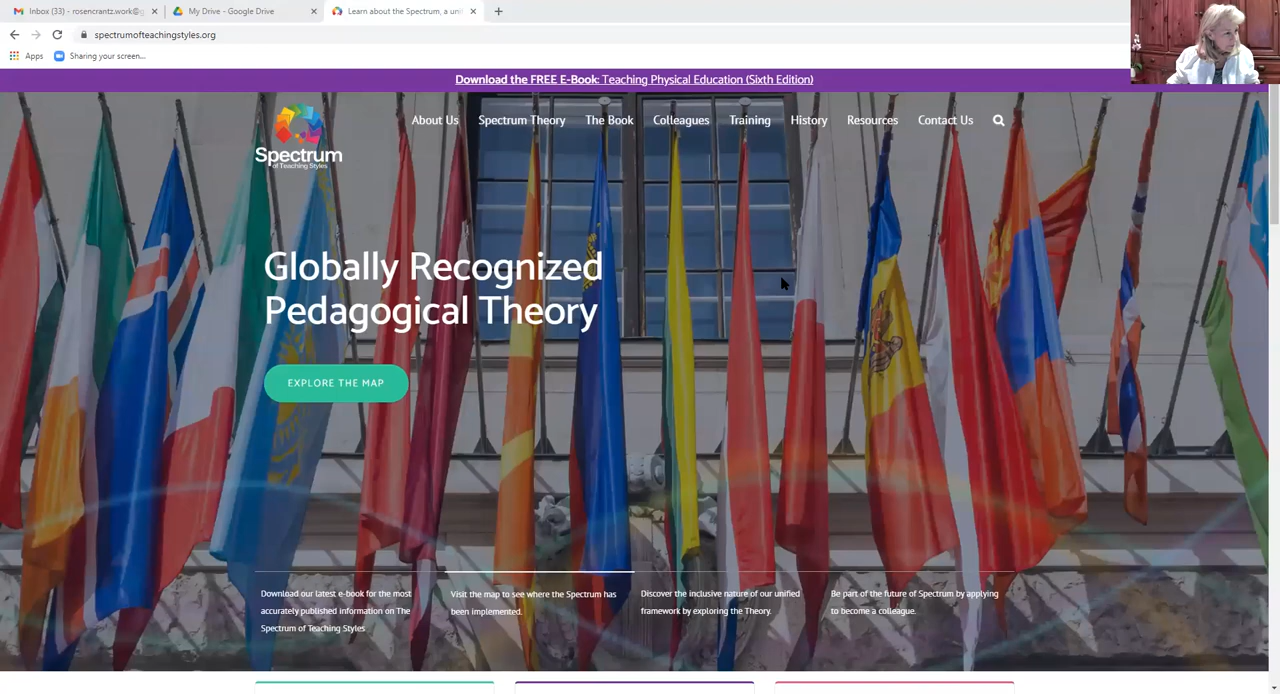 Inbox (33) - rosencrantz.work@g
My Drive - Google Drive
Learn about the Spectrum, a uni
spectrumofteachingstyles.org
Apps
Sharing your screen...
Download the FREE E-Book: Teaching Physical Education (Sixth Edition)
Spectrum
of Teaching Styles
About Us
Spectrum Theory
The Book
Colleagues
Training
History
Resources
Contact Us
Globally Recognized
Pedagogical Theory
EXPLORE THE MAP
Download our latest e-book for the most
accurately published information on The
Spectrum of Teaching Styles
Visit the map to see where the Spectrum has
been implemented.
Discover the inclusive nature of our unified
framework by exploring the Theory.
Be part of the future of Spectrum by applying
to become a colleague.